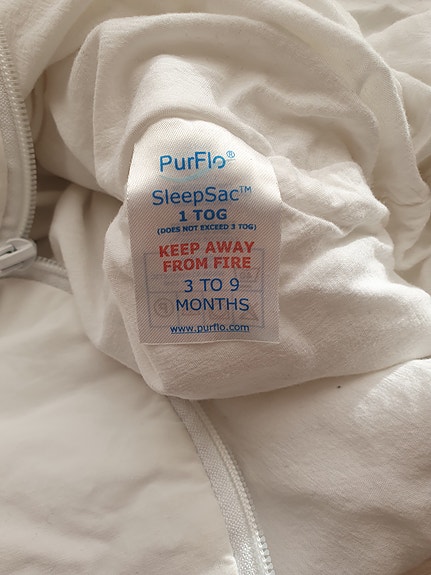 PurFlo®
SleepSac™
1 TOG
(DOES NOT EXCEED 3 TOG)
KEEP AWAY
FROM FIRE
3 TO 9
MONTHS
www.purflo.com